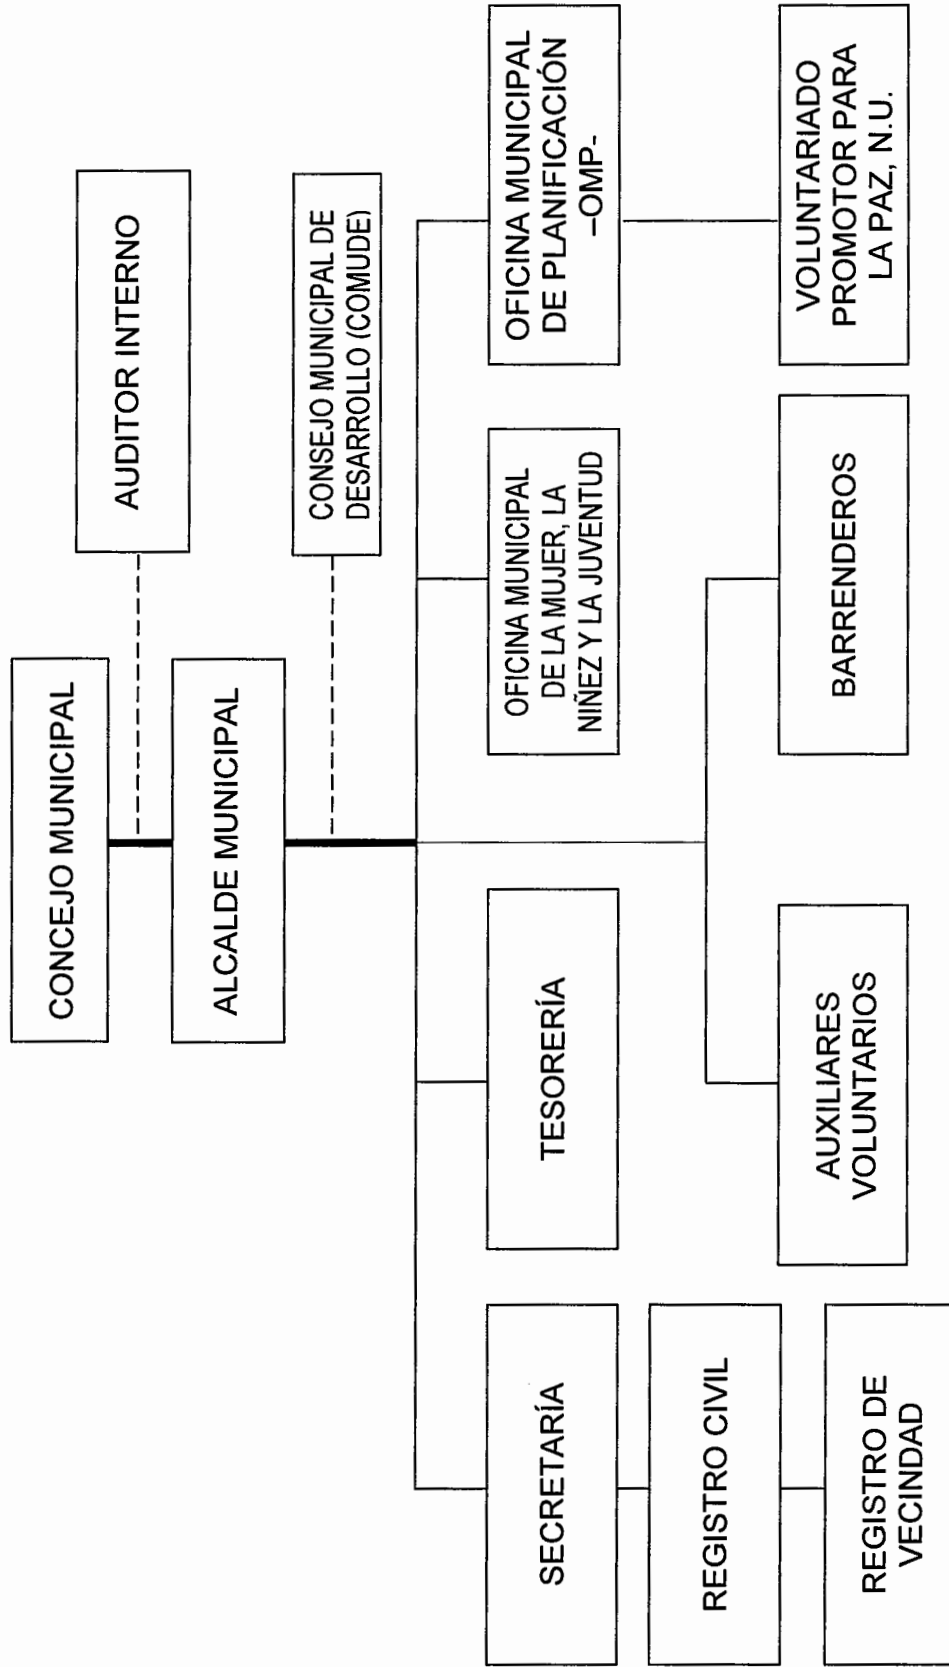 CONCEJO MUNICIPAL
AUDITOR INTERNO
ALCALDE MUNICIPAL
CONSEJO MUNICIPAL DE
DESARROLLO (COMUDE)
SECRETARÍA
TESORERÍA
OFICINA MUNICIPAL
DE LA MUJER, LA
NIÑEZ Y LA JUVENTUD
OFICINA MUNICIPAL
DE PLANIFICACIÓN
–OMP-
REGISTRO CIVIL
REGISTRO DE
VECINDAD
AUXILIARES
VOLUNTARIOS
BARRENDEROS
VOLUNTARIADO
PROMOTOR PARA
LA PAZ, N.U.